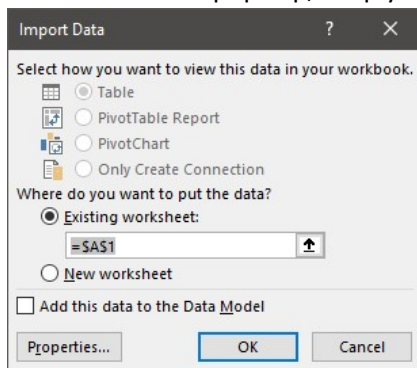 Import Data ? ×
Select how you want to view this data in your workbook.
Table
PivotTable Report
PivotChart
Only Create Connection
Where do you want to put the data?
Existing worksheet:
=$A$1
New worksheet
Add this data to the Data Model
Properties... OK Cancel